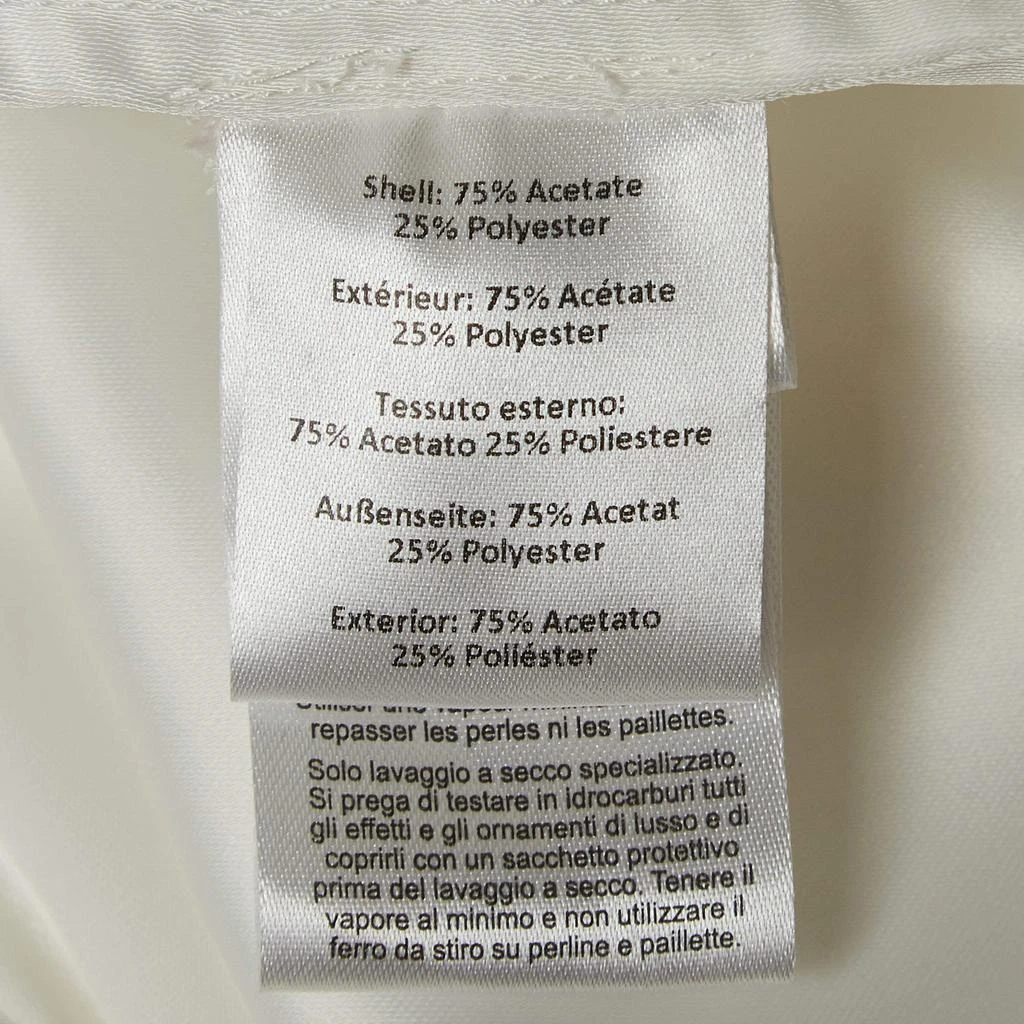 Shell: 75% Acetate
25% Polyester
Extérieur: 75% Acétate
25% Polyester
Tessuto esterno:
75% Acetato 25% Poliestere
Außenseite: 75% Acetat
25% Polyester
Exterior: 75% Acetato
25% Poliéster
repasser les perles ni les paillettes.
Solo lavaggio a secco specializzato.
Si prega di testare in idrocarburi tutti
gli effetti e gli ornamenti di lusso e di
coprirli con un sacchetto protettivo
prima del lavaggio a secco. Tenere il
vapore al minimo e non utilizzare il
ferro da stiro su perline e paillette.